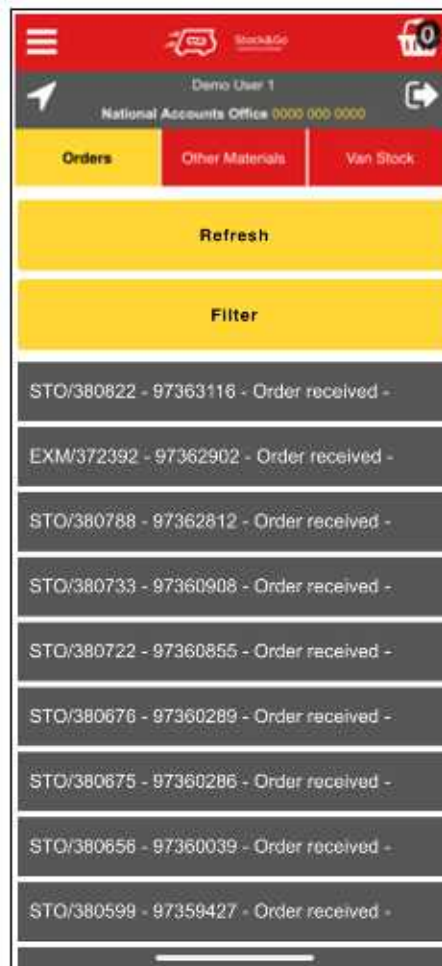 Stock&Go
0
Demo User 1
National Accounts Office 0000 000 0000
Orders
Other Materials
Van Stock
Refresh
Filter
STO/380822 - 97363116 - Order received -
EXM/372392 - 97362902 - Order received -
STO/380788 - 97362812 - Order received -
STO/380733 - 97360908 - Order received -
STO/380722 - 97360855 - Order received -
STO/380676 - 97360289 - Order received -
STO/380675 - 97360286 - Order received -
STO/380656 - 97360039 - Order received -
STO/380599 - 97359427 - Order received -